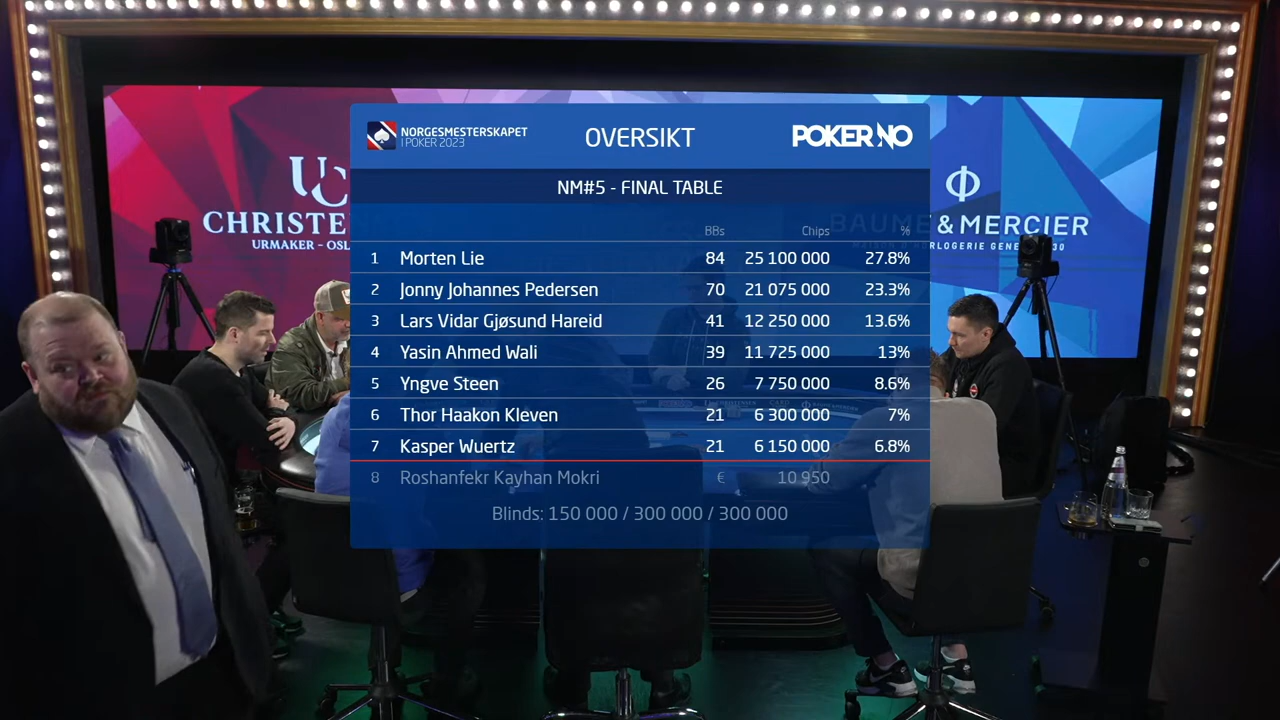 NORGESMESTERSKAPET
I POKER 2023
OVERSIKT
POKER NO
NM#5 - FINAL TABLE
UC
CHRISTE
URMAKER - OSL
BAUME & MERCIER
BBs Chips %
1 Morten Lie 84 25 100 000 27.8%
2 Jonny Johannes Pedersen 70 21 075 000 23.3%
3 Lars Vidar Gjøsund Hareid 41 12 250 000 13.6%
4 Yasin Ahmed Wali 39 11 725 000 13%
5 Yngve Steen 26 7 750 000 8.6%
6 Thor Haakon Kleven 21 6 300 000 7%
7 Kasper Wuertz 21 6 150 000 6.8%
8 Roshanfekr Kayhan Mokri € 10 950
Blinds: 150 000 / 300 000 / 300 000